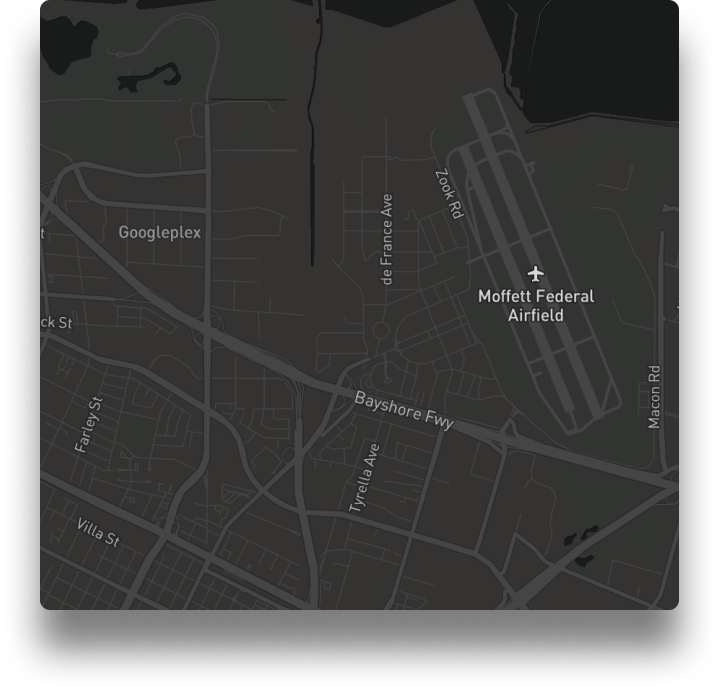 Zook Rd
de France Ave
Googleplex
t
Moffett Federal
Airfield
ck St
Macon Rd
Bayshore Fwy
Farley St
Tyrella Ave
Villa St